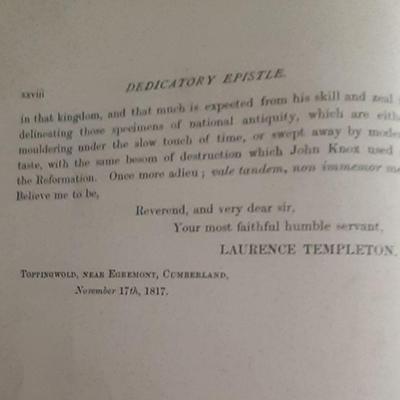 xxviii
DEDICATORY EPISTLE.
in that kingdom, and that much is expected from his skill and zeal
delineating those specimens of national antiquity, which are eith
mouldering under the slow touch of time, or swept away by mode
taste, with the same besom of destruction which John Knox used
the Reformation. Once more adieu; vale tandem, non immemor me
Believe me to be,
Reverend, and very dear sir,
Your most faithful humble servant,
LAURENCE TEMPLETON.
TOPPINGWOLD, NEAR EGREMONT, CUMBERLAND,
November 17th, 1817.